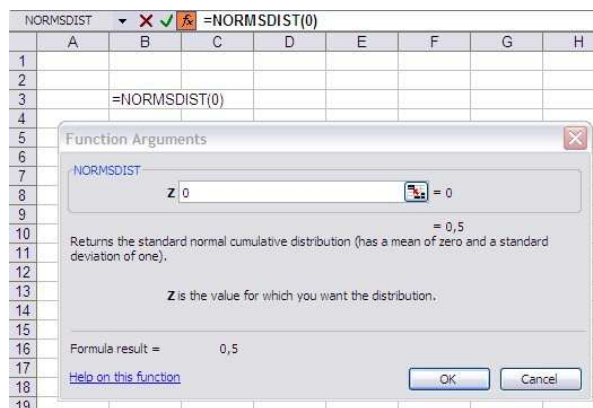 NORMSDIST fx =NORMSDIST(0)
A B C D E F G H
1
2
3 =NORMSDIST(0)
4
5 Function Arguments
6
7 NORMSDIST
8 Z 0 = 0
9
10 = 0,5
Returns the standard normal cumulative distribution (has a mean of zero and a standard
11 deviation of one).
12
13 Z is the value for which you want the distribution.
14
15
16 Formula result = 0,5
17
18 Help on this function OK Cancel
19